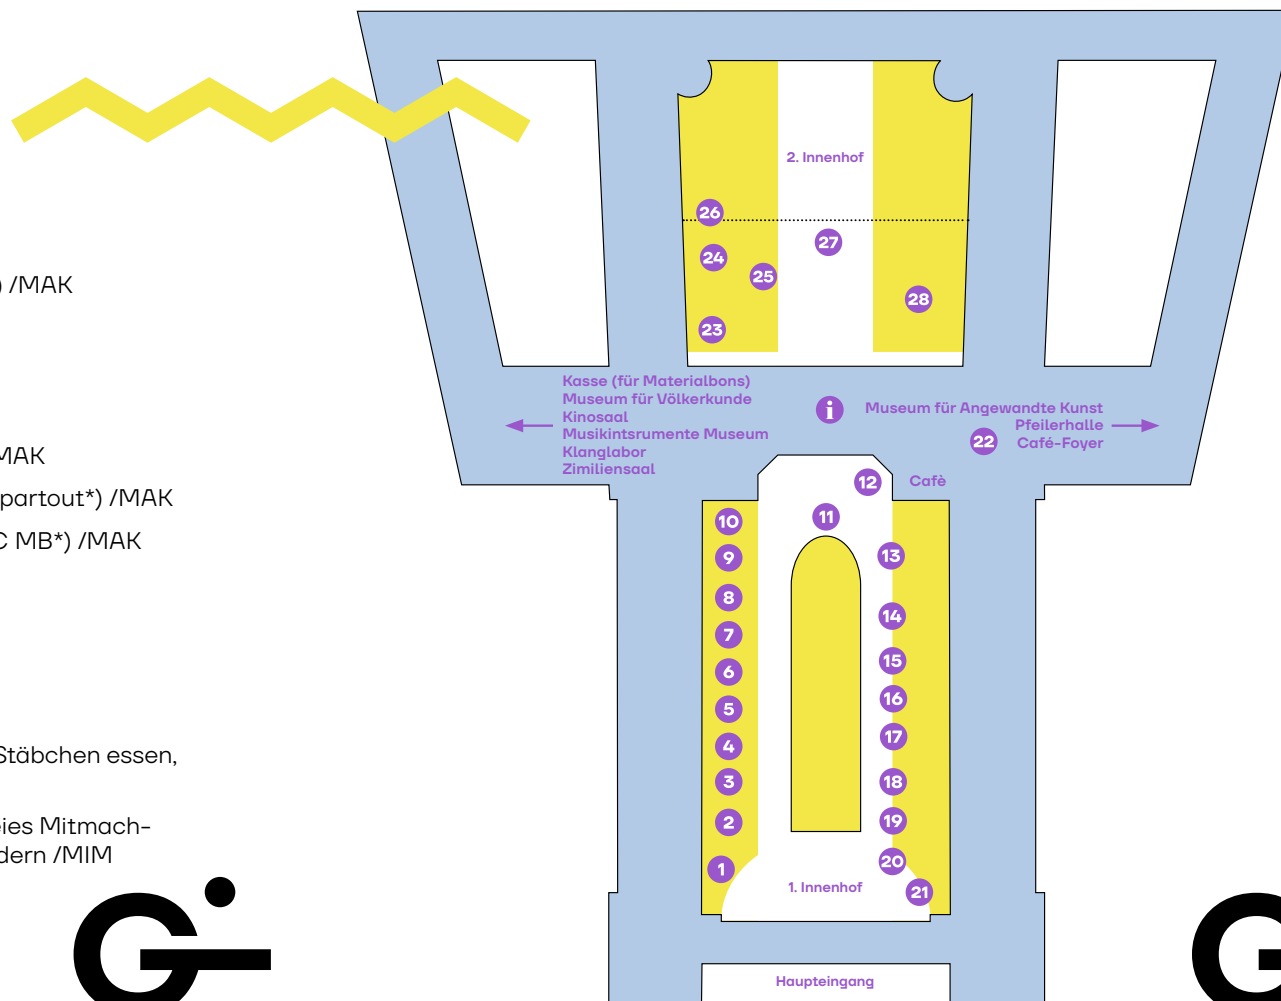 ) /MAK
MAK
partout*) /MAK
C MB*) /MAK
Stäbchen essen,
ies Mitmach-
dern /MIM
2. Innenhof
26
27
24
25
28
23
Kasse (für Materialbons)
Museum für Völkerkunde
Kinosaal
Musikintsrumente Museum
Klanglabor
Zimiliensaal
i
Museum für Angewandte Kunst
Pfeilerhalle
22 Café-Foyer
12
Cafè
10
11
9
13
8
14
7
15
6
16
5
17
4
18
3
19
2
20
1
21
1. Innenhof
Haupteingang
G
G